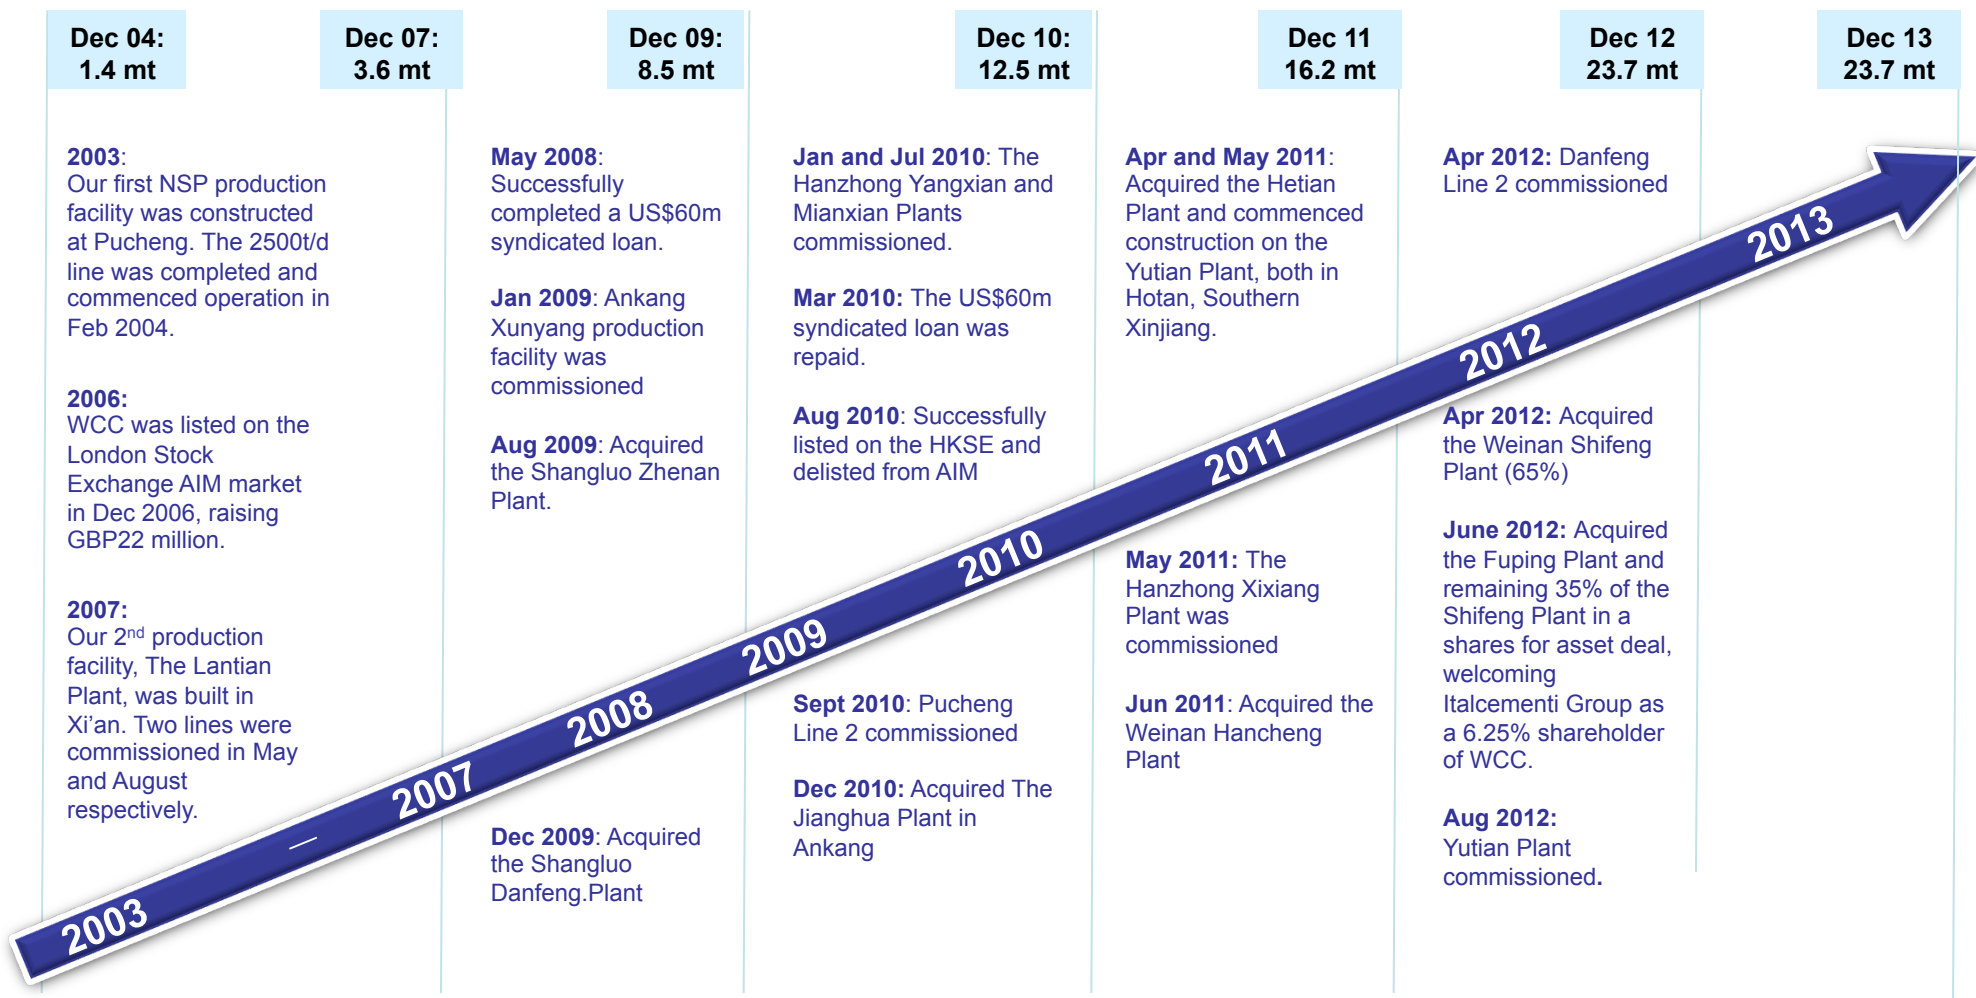 Dec 04:
1.4 mt
Dec 07:
3.6 mt
Dec 09:
8.5 mt
Dec 10:
12.5 mt
Dec 11
16.2 mt
Dec 12
23.7 mt
Dec 13
23.7 mt
2003:
Our first NSP production
facility was constructed
at Pucheng. The 2500t/d
line was completed and
commenced operation in
Feb 2004.
2006:
WCC was listed on the
London Stock
Exchange AIM market
in Dec 2006, raising
GBP22 million.
2007:
Our 2nd production
facility, The Lantian
Plant, was built in
Xi’an. Two lines were
commissioned in May
and August
respectively.
May 2008:
Successfully
completed a US$60m
syndicated loan.
Jan 2009: Ankang
Xunyang production
facility was
commissioned
Aug 2009: Acquired
the Shangluo Zhenan
Plant.
Dec 2009: Acquired
the Shangluo
Danfeng.Plant
Jan and Jul 2010: The
Hanzhong Yangxian and
Mianxian Plants
commissioned.
Mar 2010: The US$60m
syndicated loan was
repaid.
Aug 2010: Successfully
listed on the HKSE and
delisted from AIM
Sept 2010: Pucheng
Line 2 commissioned
Dec 2010: Acquired The
Jianghua Plant in
Ankang
Apr and May 2011:
Acquired the Hetian
Plant and commenced
construction on the
Yutian Plant, both in
Hotan, Southern
Xinjiang.
May 2011: The
Hanzhong Xixiang
Plant was
commissioned
Jun 2011: Acquired the
Weinan Hancheng
Plant
Apr 2012: Danfeng
Line 2 commissioned
Apr 2012: Acquired
the Weinan Shifeng
Plant (65%)
June 2012: Acquired
the Fuping Plant and
remaining 35% of the
Shifeng Plant in a
shares for asset deal,
welcoming
Italcementi Group as
a 6.25% shareholder
of WCC.
Aug 2012:
Yutian Plant
commissioned.
2003
—
2007
2008
2009
2010
2011
2012
2013